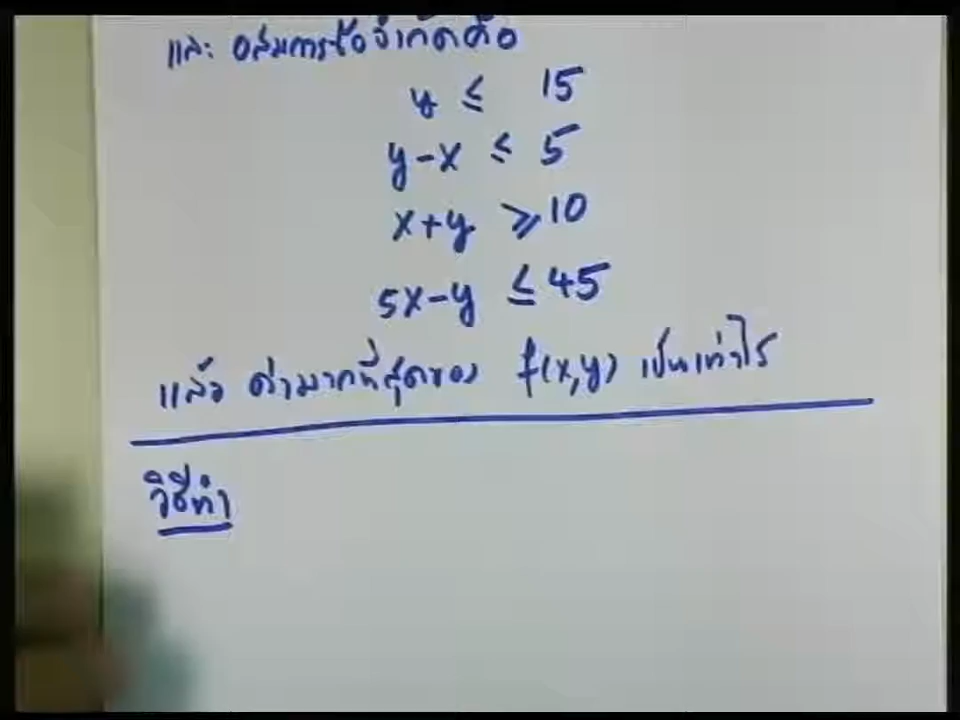 และ อสมการข้อจำกัดคือ
y ≤ 15
y-x ≤ 5
x+y ≥ 10
5x-y ≤ 45
แล้ว ค่ามากที่สุดของ f(x,y) เป็นเท่าไร
วิธีทำ